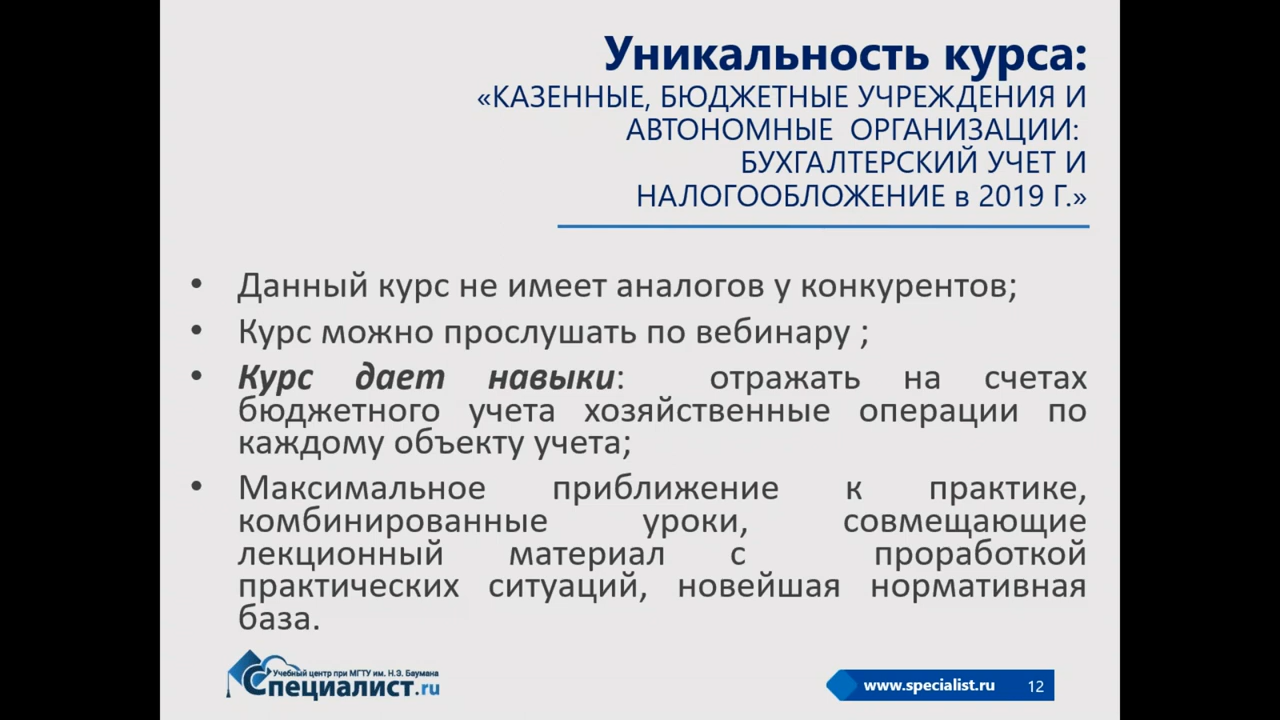 Уникальность курса:
«КАЗЕННЫЕ, БЮДЖЕТНЫЕ УЧРЕЖДЕНИЯ И
АВТОНОМНЫЕ ОРГАНИЗАЦИИ:
БУХГАЛТЕРСКИЙ УЧЕТ И
НАЛОГООБЛОЖЕНИЕ в 2019 Г.»
• Данный курс не имеет аналогов у конкурентов;
• Курс можно прослушать по вебинару ;
• Курс дает навыки: отражать на счетах
бюджетного учета хозяйственные операции по
каждому объекту учета;
• Максимальное приближение к практике,
комбинированные уроки, совмещающие
лекционный материал с проработкой
практических ситуаций, новейшая нормативная
база.
Учебный центр при МГТУ им. Н.Э. Баумана
Специалист.ru
www.specialist.ru 12